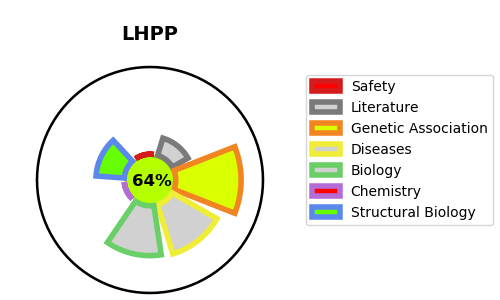 LHPP
64%
Safety
Literature
Genetic Association
Diseases
Biology
Chemistry
Structural Biology